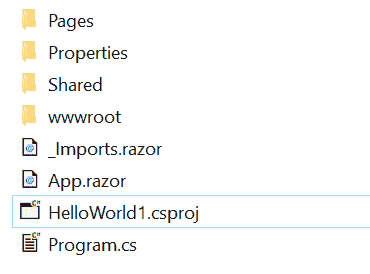 Pages
Properties
Shared
wwwroot
_Imports.razor
App.razor
HelloWorld1.csproj
Program.cs